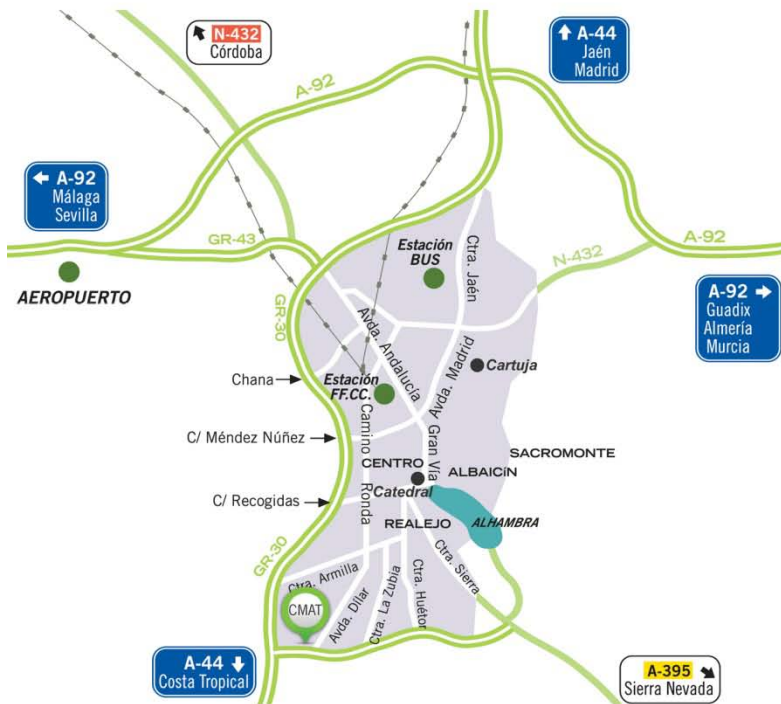 N-432
Córdoba
A-44
Jaén
Madrid
A-92
A-92
Málaga
Sevilla
GR-43
Estación
BUS
Ctra. Jaén
N-432
A-92
AEROPUERTO
GR-30
A-92
Guadix
Almería
Murcia
Avda. Andalucía
Avda. Madrid
Cartuja
Chana
Estación
FF.CC.
Camino Ronda
Gran Vía
C/ Méndez Núñez
CENTRO
ALBAICÍN
SACROMONTE
Catedral
C/ Recogidas
REALEJO
ALHAMBRA
GR-30
Ctra. Armilla
Avda. Dílar
Ctra. La Zubia
Ctra. Huétor
Ctra. Sierra
CMAT
A-44
Costa Tropical
A-395
Sierra Nevada